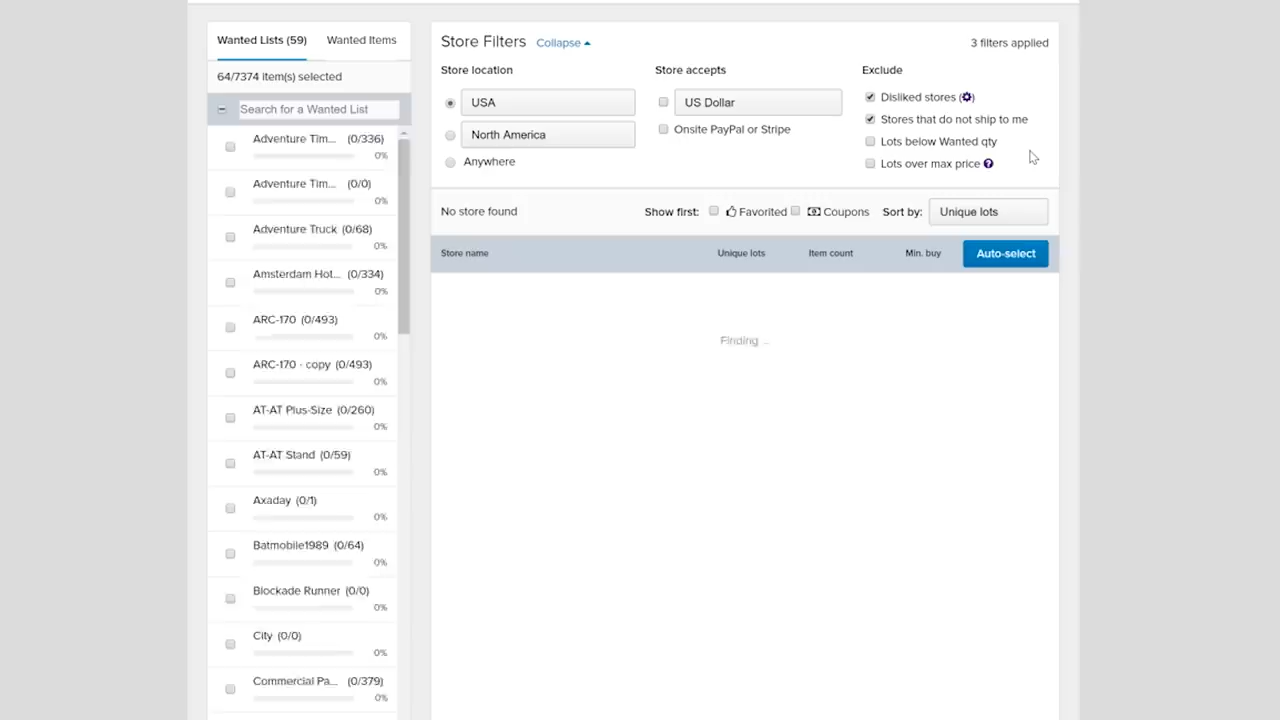 Wanted Lists (59) Wanted Items
64/7374 item(s) selected
Search for a Wanted List
Adventure Tim... (0/336)
0%
Adventure Tim... (0/0)
0%
Adventure Truck (0/68)
0%
Amsterdam Hot... (0/334)
0%
ARC-170 (0/493)
0%
ARC-170 - copy (0/493)
0%
AT-AT Plus-Size (0/260)
0%
AT-AT Stand (0/59)
0%
Axaday (0/1)
0%
Batmobile1989 (0/64)
0%
Blockade Runner (0/0)
0%
City (0/0)
0%
Commercial Pa... (0/379)
0%
Store Filters Collapse
3 filters applied
Store location
USA
North America
Anywhere
Store accepts
US Dollar
Onsite PayPal or Stripe
Exclude
Disliked stores ( )
Stores that do not ship to me
Lots below Wanted qty
Lots over max price ?
No store found
Show first: Favorited Coupons Sort by: Unique lots
Store name Unique lots Item count Min. buy Auto-select
Finding ...